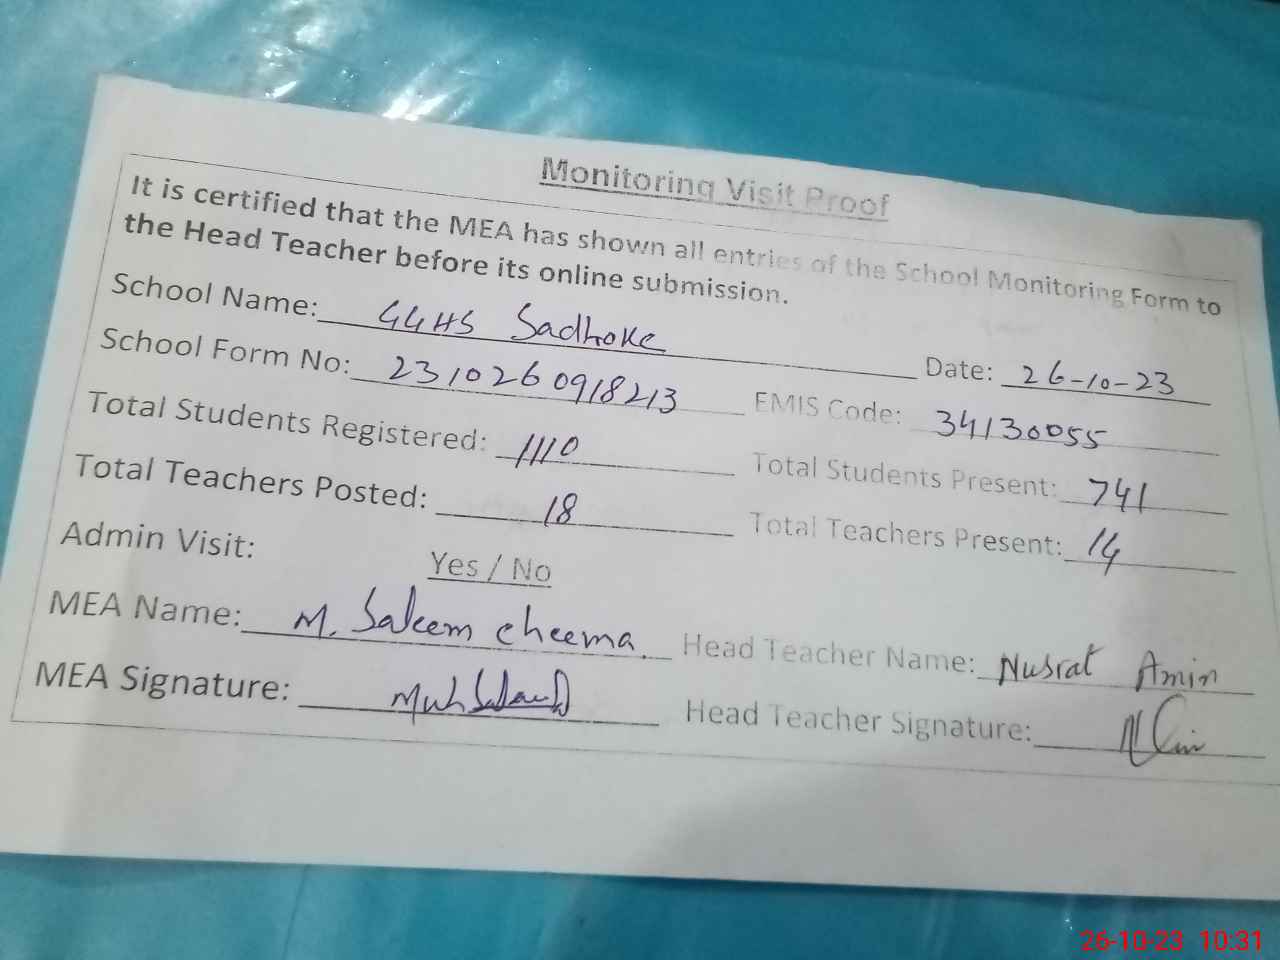 Monitoring Visit Proof
It is certified that the MEA has shown all entries of the School Monitoring Form to
the Head Teacher before its online submission.
School Name: GGHS Sadhoke Date: 26-10-23
School Form No: 2310260918213 EMIS Code: 34130055
Total Students Registered: 1110 Total Students Present: 741
Total Teachers Posted: 18 Total Teachers Present: 14
Admin Visit: Yes / No
MEA Name: M. Saleem cheema Head Teacher Name: Nusrat Amin
MEA Signature: Head Teacher Signature:
26-10-23 10:31